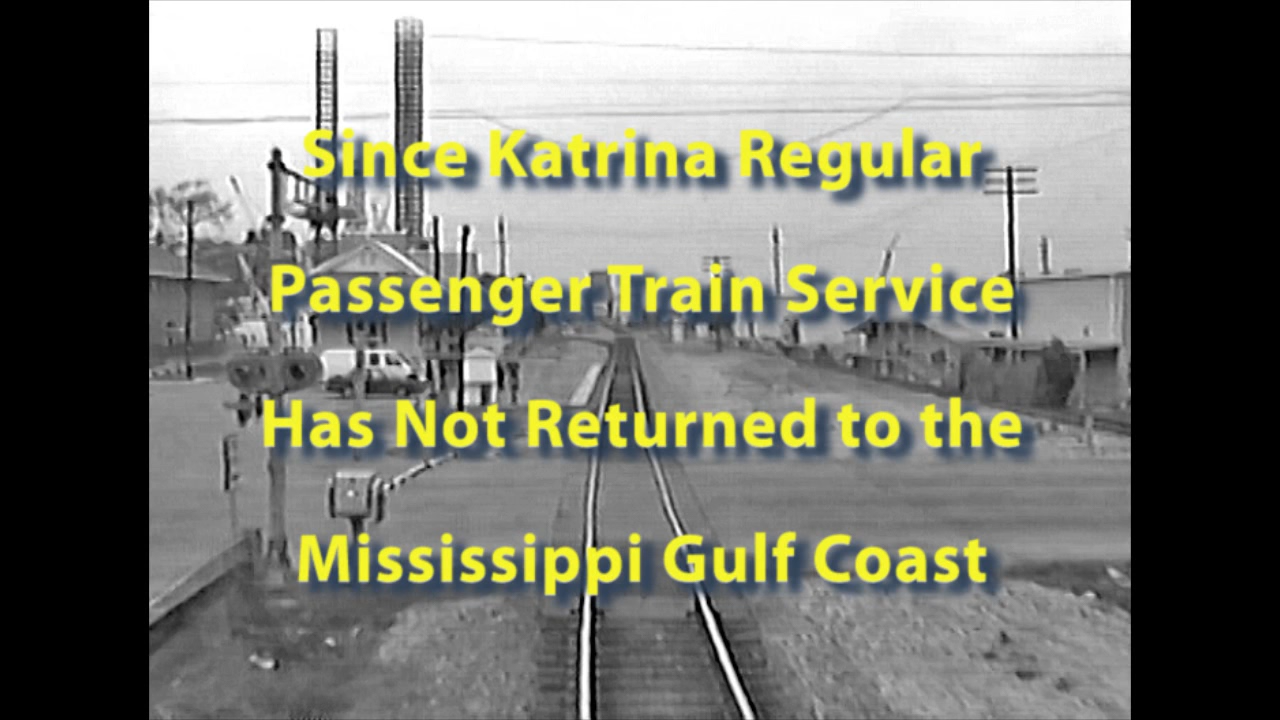 Since Katrina Regular
Passenger Train Service
Has Not Returned to the
Mississippi Gulf Coast